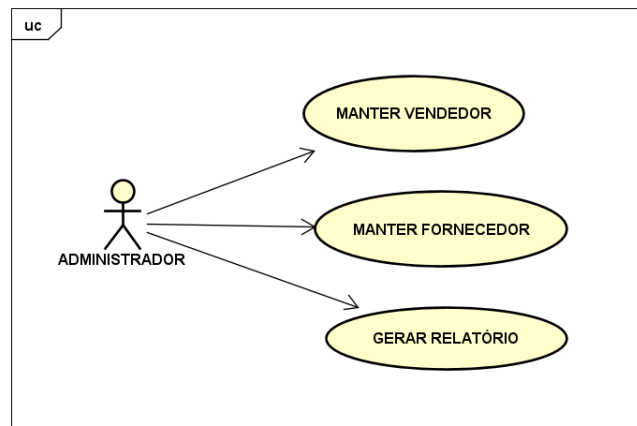 uc
MANTER VENDEDOR
MANTER FORNECEDOR
ADMINISTRADOR
GERAR RELATÓRIO